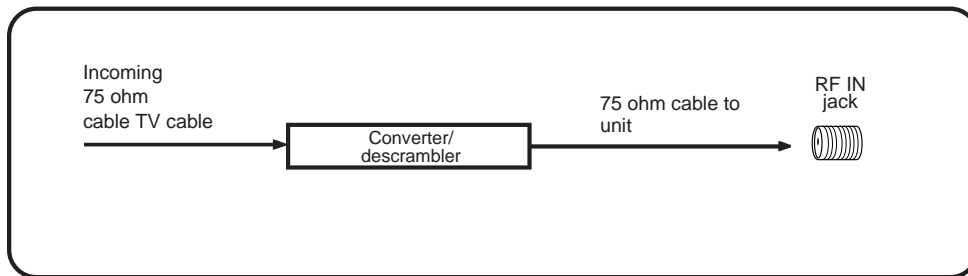 Incoming
75 ohm
cable TV cable
Converter/
descrambler
75 ohm cable to
unit
RF IN
jack